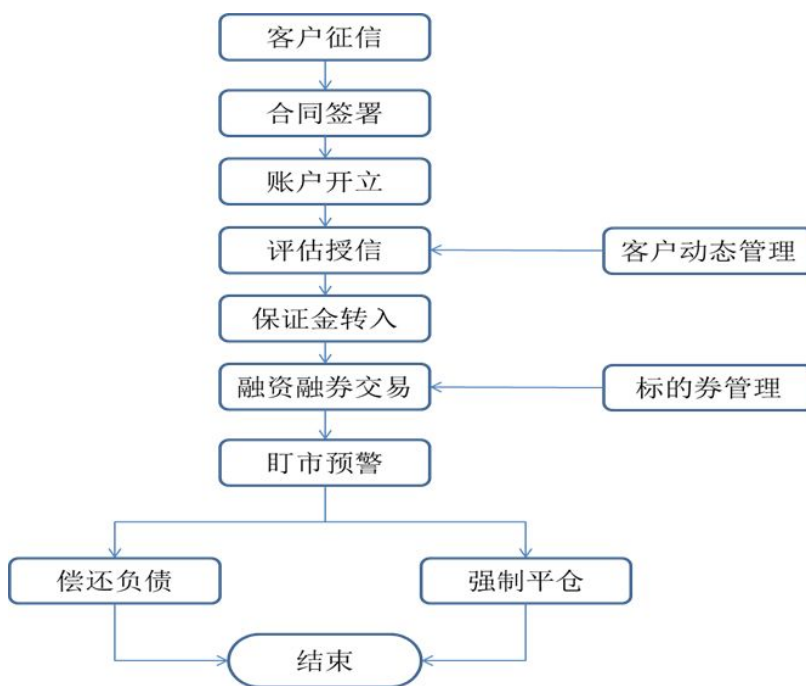 客户征信
合同签署
账户开立
评估授信
客户动态管理
保证金转入
融资融券交易
标的券管理
盯市预警
偿还负债
强制平仓
结束